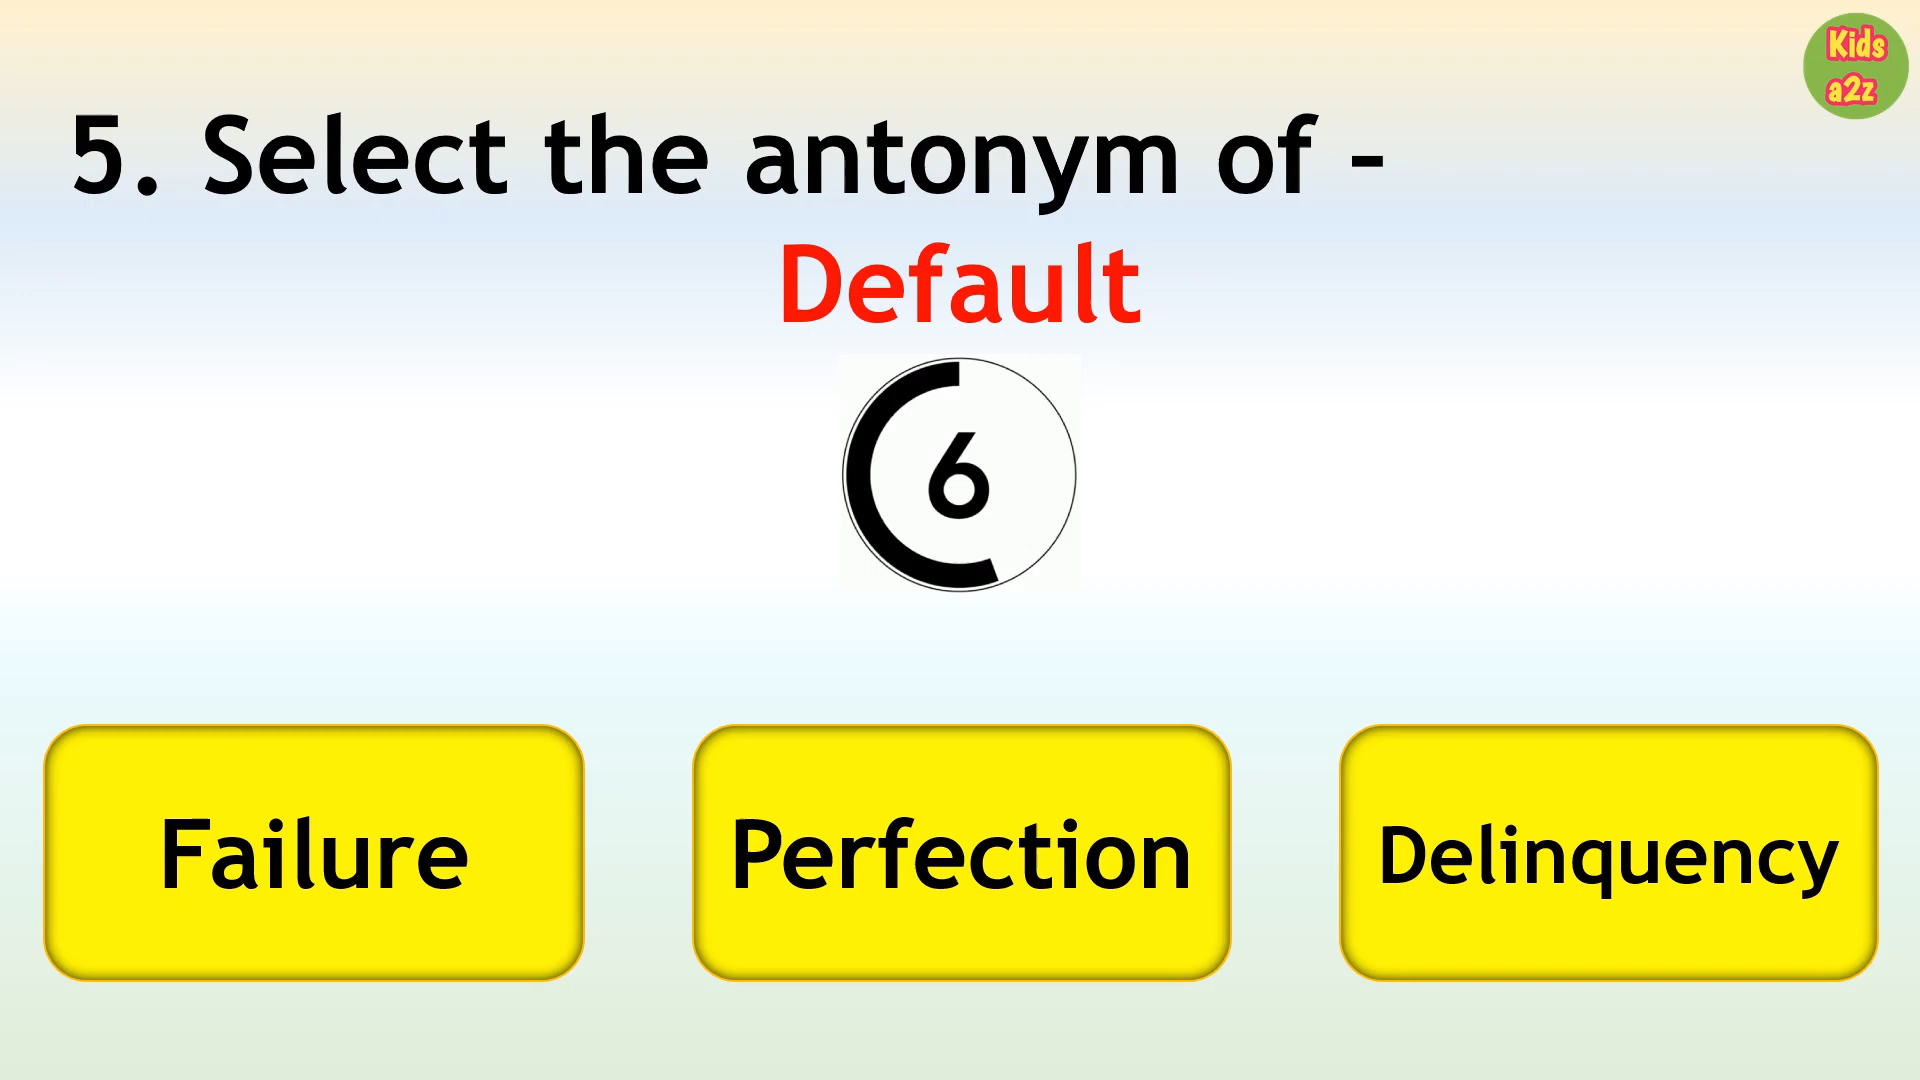 Kids
a2z
5. Select the antonym of –
Default
6
Failure
Perfection
Delinquency